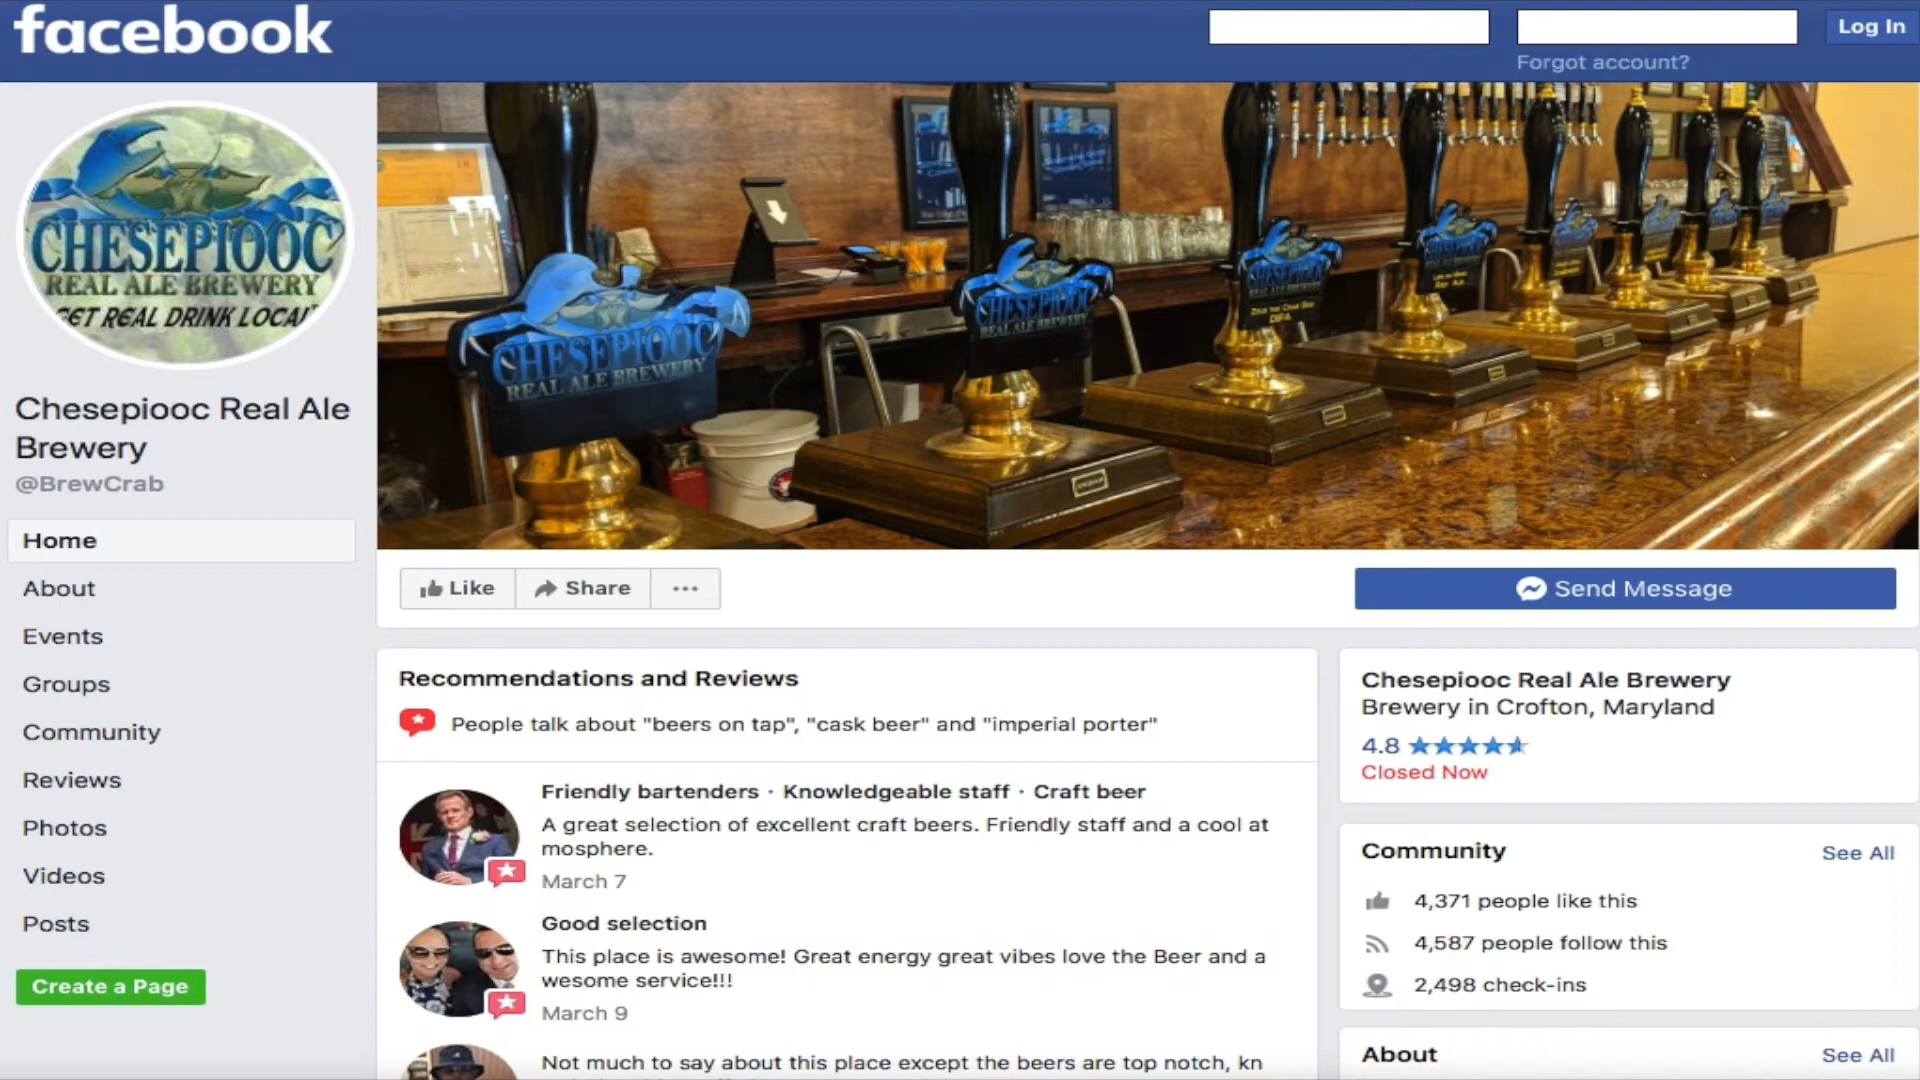 facebook
Log In
Forgot account?
CHESEPIOOC
REAL ALE BREWERY
GET REAL DRINK LOCAL
Chesepiooc Real Ale
Brewery
@BrewCrab
Home
About
Events
Groups
Community
Reviews
Photos
Videos
Posts
Create a Page
CHESEPIOOC
REAL ALE BREWERY
CHESEPIOOC
REAL ALE BREWERY
CHESEPIOOC
REAL ALE BREWERY
DIPA
Like
Share
Send Message
Recommendations and Reviews
People talk about "beers on tap", "cask beer" and "imperial porter"
Friendly bartenders · Knowledgeable staff · Craft beer
A great selection of excellent craft beers. Friendly staff and a cool at
mosphere.
March 7
Good selection
This place is awesome! Great energy great vibes love the Beer and a
wesome service!!!
March 9
Not much to say about this place except the beers are top notch, kn
Chesepiooc Real Ale Brewery
Brewery in Crofton, Maryland
4.8
Closed Now
Community
See All
4,371 people like this
4,587 people follow this
2,498 check-ins
About
See All